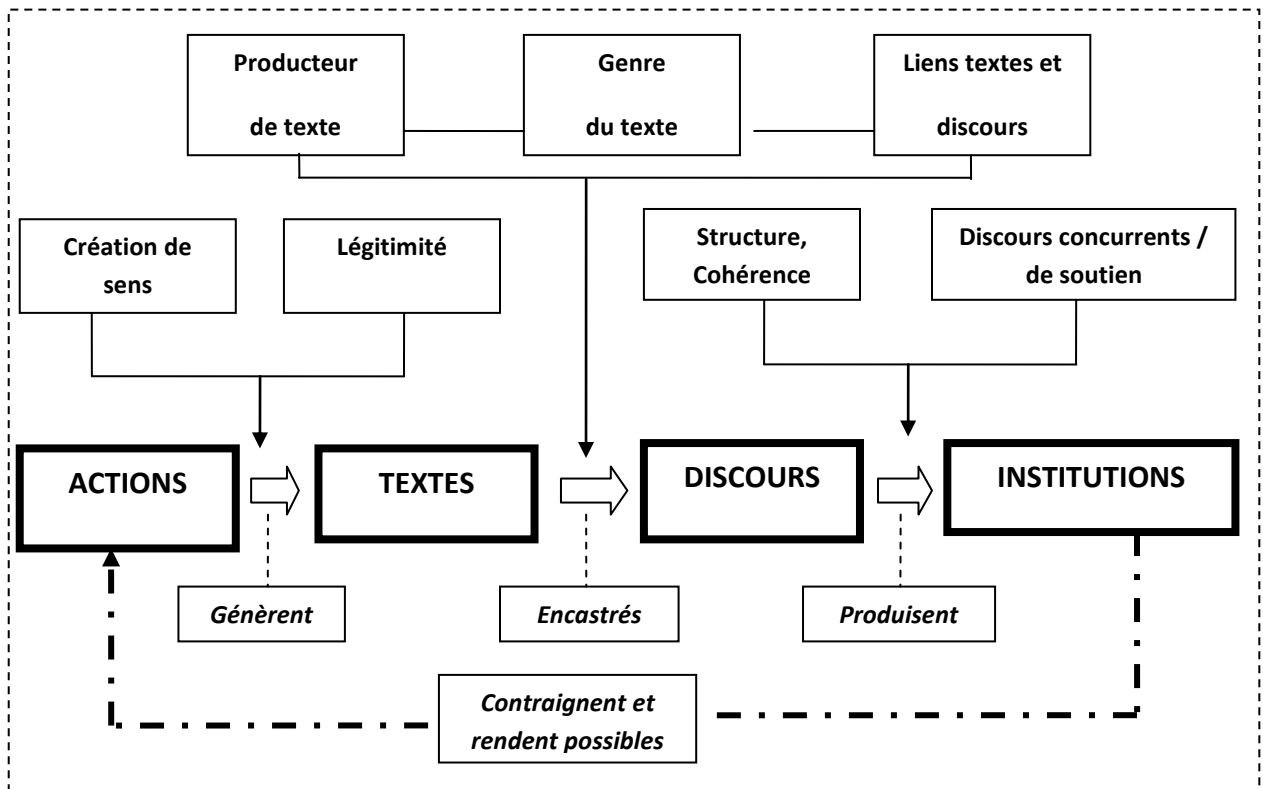 Producteur
de texte
Genre
du texte
Liens textes et
discours
Création de
sens
Légitimité
Structure,
Cohérence
Discours concurrents /
de soutien
ACTIONS
TEXTES
DISCOURS
INSTITUTIONS
Génèrent
Encastrés
Produisent
Contraignent et
rendent possibles